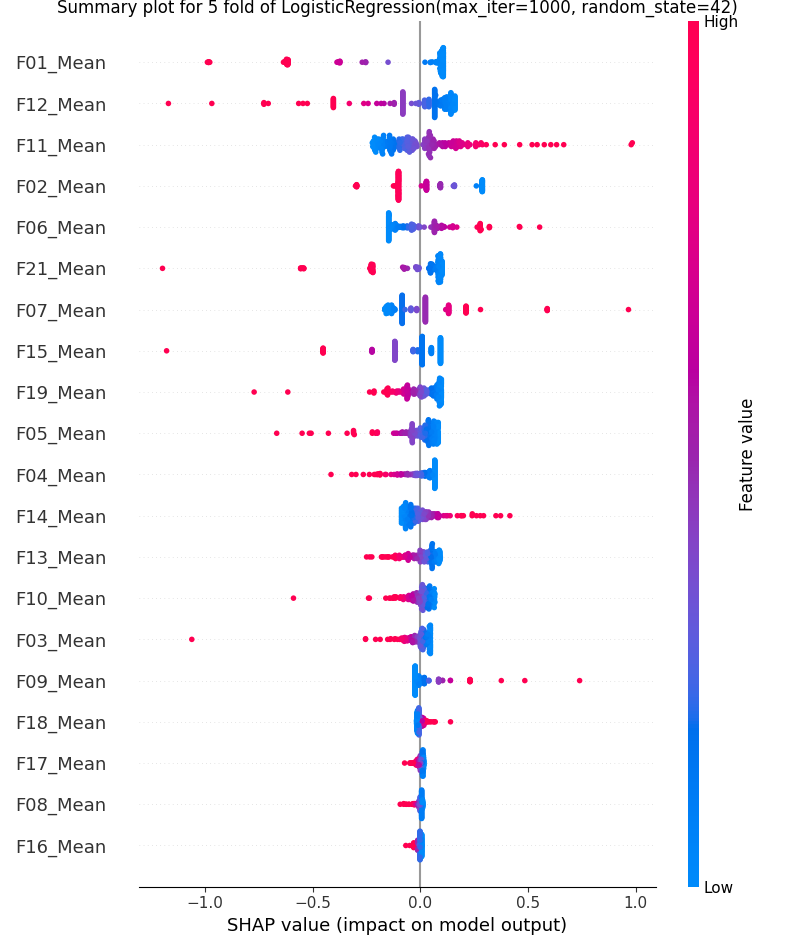 Summary plot for 5 fold of LogisticRegression(max_iter=1000, random_state=42)
High
F01_Mean
F12_Mean
F11_Mean
F02_Mean
F06_Mean
F21_Mean
F07_Mean
F15_Mean
F19_Mean
F05_Mean
F04_Mean
F14_Mean
F13_Mean
F10_Mean
F03_Mean
F09_Mean
F18_Mean
F17_Mean
F08_Mean
F16_Mean
Feature value
Low
−1.0 −0.5 0.0 0.5 1.0
SHAP value (impact on model output)